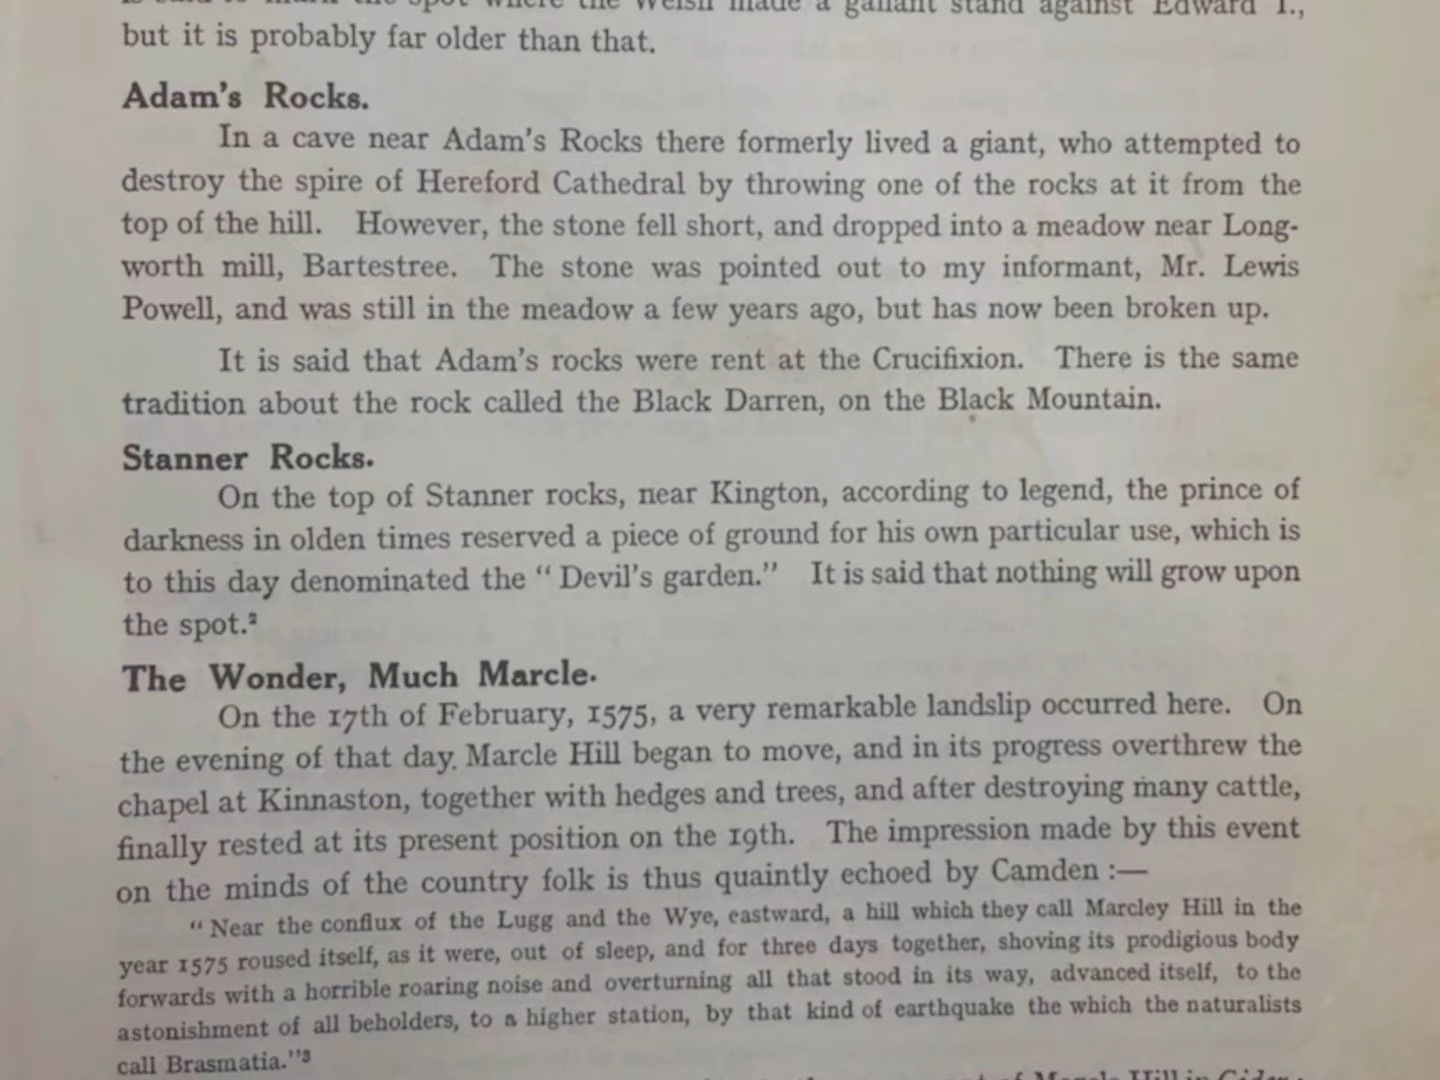 the spot where the Welsh made a gallant stand against Edward I.,
but it is probably far older than that.
Adam's Rocks.
In a cave near Adam's Rocks there formerly lived a giant, who attempted to
destroy the spire of Hereford Cathedral by throwing one of the rocks at it from the
top of the hill. However, the stone fell short, and dropped into a meadow near Long-
worth mill, Bartestree. The stone was pointed out to my informant, Mr. Lewis
Powell, and was still in the meadow a few years ago, but has now been broken up.
It is said that Adam's rocks were rent at the Crucifixion. There is the same
tradition about the rock called the Black Darren, on the Black Mountain.
Stanner Rocks.
On the top of Stanner rocks, near Kington, according to legend, the prince of
darkness in olden times reserved a piece of ground for his own particular use, which is
to this day denominated the “ Devil's garden.” It is said that nothing will grow upon
the spot.²
The Wonder, Much Marcle.
On the 17th of February, 1575, a very remarkable landslip occurred here. On
the evening of that day Marcle Hill began to move, and in its progress overthrew the
chapel at Kinnaston, together with hedges and trees, and after destroying many cattle,
finally rested at its present position on the 19th. The impression made by this event
on the minds of the country folk is thus quaintly echoed by Camden :—
“ Near the conflux of the Lugg and the Wye, eastward, a hill which they call Marcley Hill in the
year 1575 roused itself, as it were, out of sleep, and for three days together, shoving its prodigious body
forwards with a horrible roaring noise and overturning all that stood in its way, advanced itself, to the
astonishment of all beholders, to a higher station, by that kind of earthquake the which the naturalists
call Brasmatia.”³
of Marcle Hill in